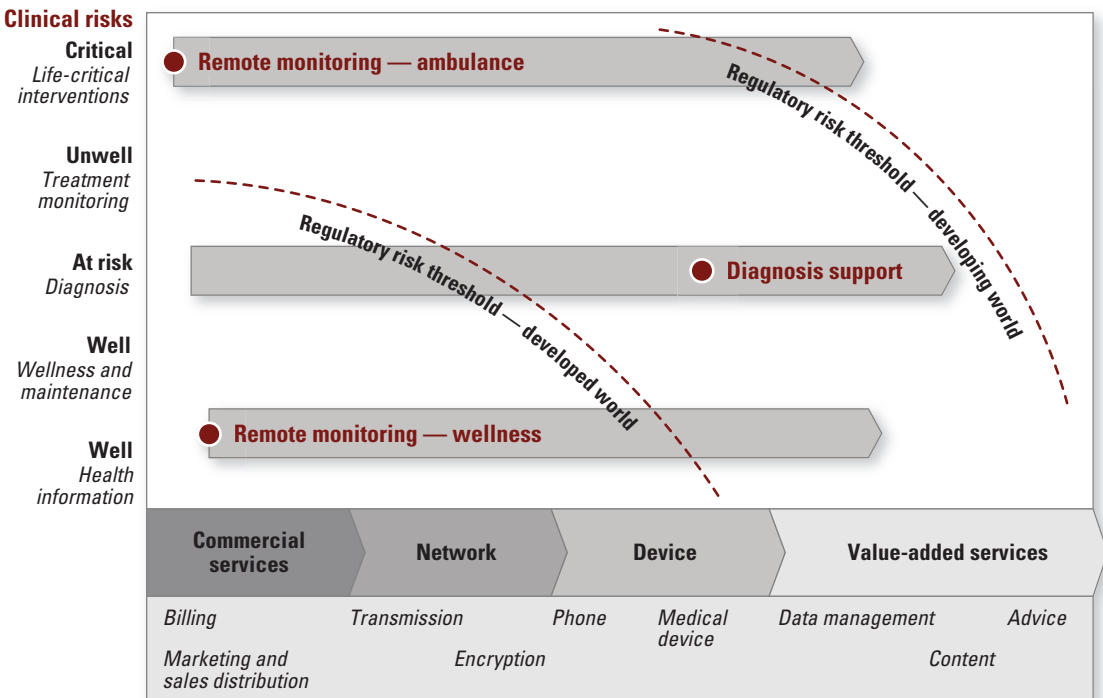 Clinical risks
Critical
Life-critical
interventions
Remote monitoring — ambulance
Regulatory risk threshold — developing world
Unwell
Treatment
monitoring
Regulatory risk threshold — developed world
At risk
Diagnosis
Diagnosis support
Well
Wellness and
maintenance
Remote monitoring — wellness
Well
Health
information
Commercial
services
Network
Device
Value-added services
Billing
Transmission
Phone
Medical
device
Data management
Advice
Marketing and
sales distribution
Encryption
Content